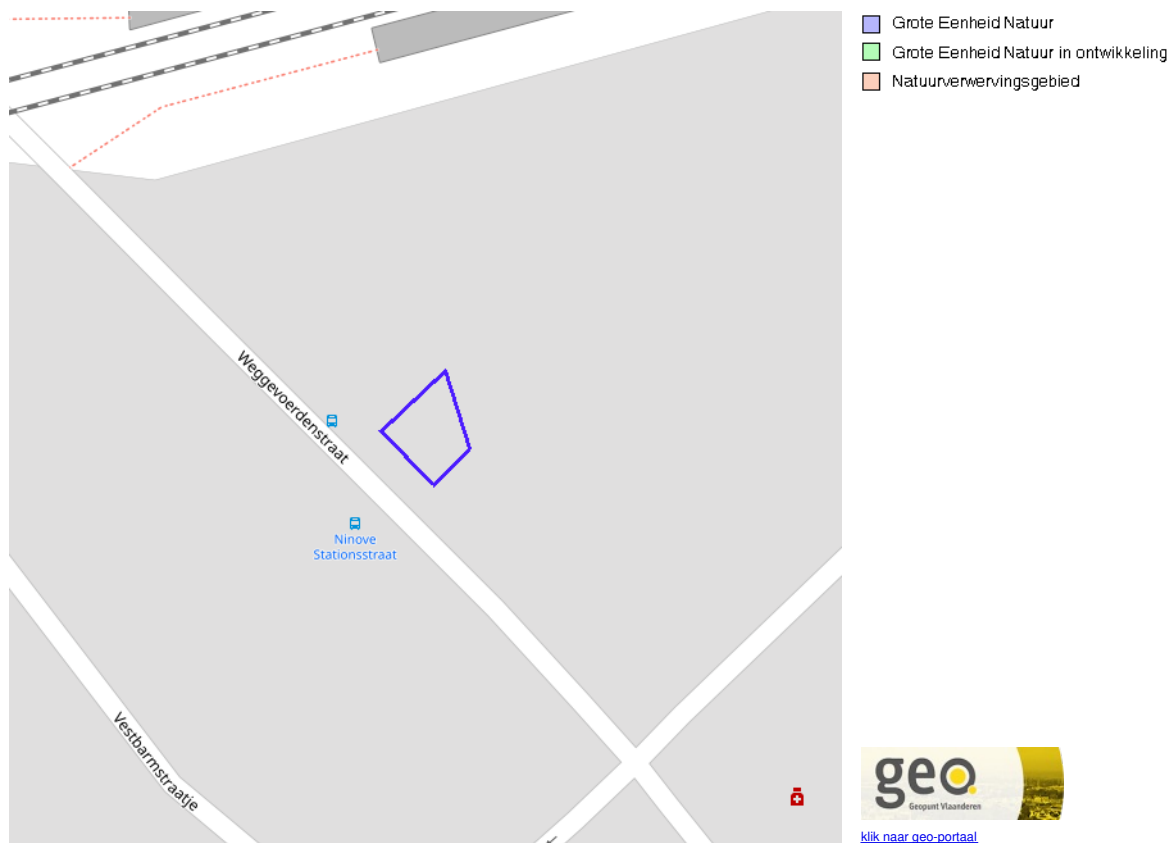 Grote Eenheid Natuur
Grote Eenheid Natuur in ontwikkeling
Natuurverwervingsgebied
Weggevoerdenstraat
Ninove
Stationsstraat
Vestbarmstraatje
geo.
Geopunt Vlaanderen
klik naar geo-portaal